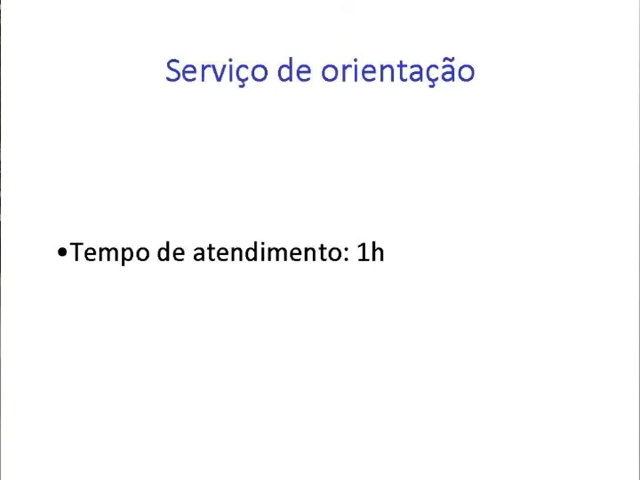 Serviço de orientação
•Tempo de atendimento: 1h